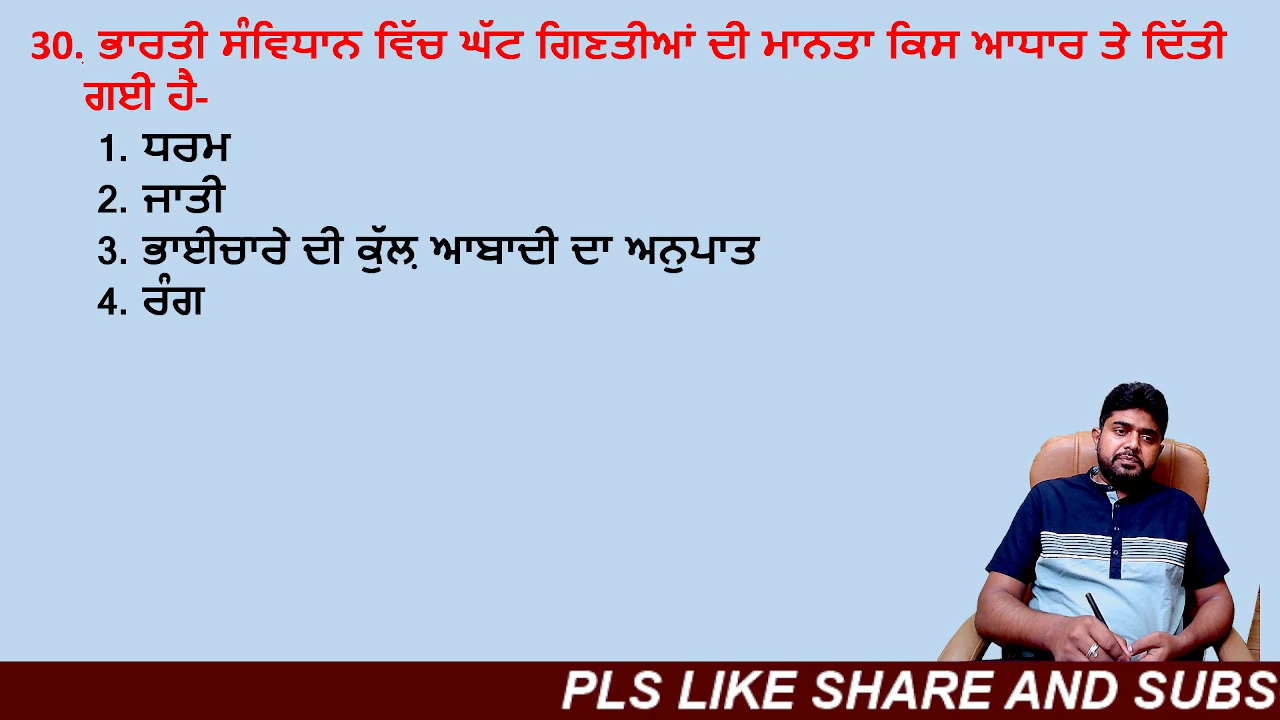 30. ਭਾਰਤੀ ਸੰਵਿਧਾਨ ਵਿੱਚ ਘੱਟ ਗਿਣਤੀਆਂ ਦੀ ਮਾਨਤਾ ਕਿਸ ਆਧਾਰ ਤੇ ਦਿੱਤੀ
ਗਈ ਹੈ-
1. ਧਰਮ
2. ਜਾਤੀ
3. ਭਾਈਚਾਰੇ ਦੀ ਕੁੱਲ਼ ਆਬਾਦੀ ਦਾ ਅਨੁਪਾਤ
4. ਰੰਗ
PLS LIKE SHARE AND SUBS